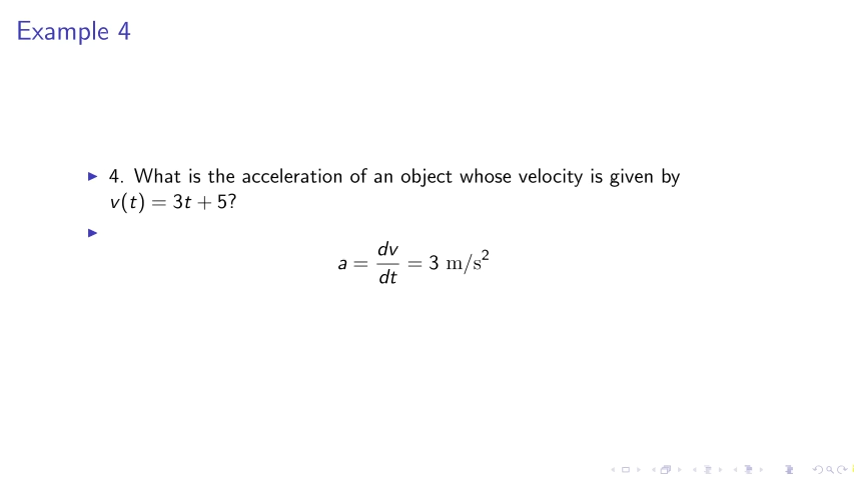 Example 4
4. What is the acceleration of an object whose velocity is given by
v(t) = 3t + 5?
a = dv/dt = 3 m/s²